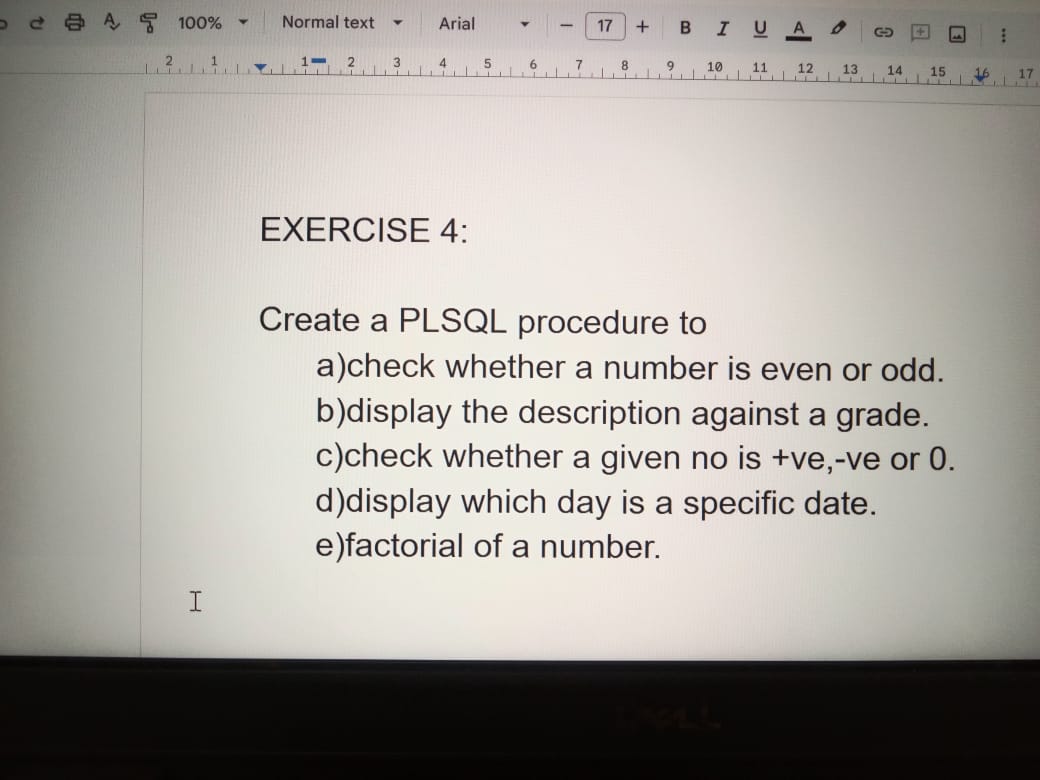 100% Normal text Arial − 17 + B I U A
2 1 1 2 3 4 5 6 7 8 9 10 11 12 13 14 15 16 17
EXERCISE 4:
Create a PLSQL procedure to
a)check whether a number is even or odd.
b)display the description against a grade.
c)check whether a given no is +ve,-ve or 0.
d)display which day is a specific date.
e)factorial of a number.
DELL